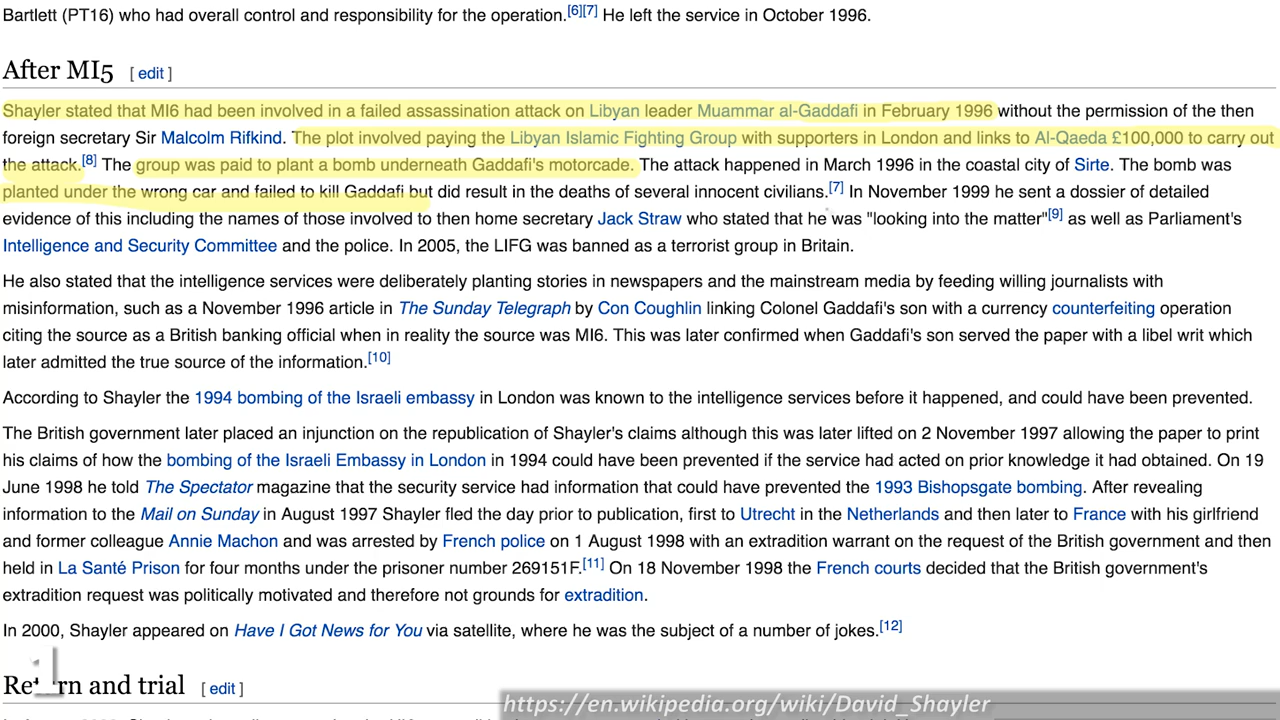 Bartlett (PT16) who had overall control and responsibility for the operation.[6][7] He left the service in October 1996.
After MI5 [ edit ]
Shayler stated that MI6 had been involved in a failed assassination attack on Libyan leader Muammar al-Gaddafi in February 1996 without the permission of the then
foreign secretary Sir Malcolm Rifkind. The plot involved paying the Libyan Islamic Fighting Group with supporters in London and links to Al-Qaeda £100,000 to carry out
the attack.[8] The group was paid to plant a bomb underneath Gaddafi's motorcade. The attack happened in March 1996 in the coastal city of Sirte. The bomb was
planted under the wrong car and failed to kill Gaddafi but did result in the deaths of several innocent civilians.[7] In November 1999 he sent a dossier of detailed
evidence of this including the names of those involved to then home secretary Jack Straw who stated that he was "looking into the matter"[9] as well as Parliament's
Intelligence and Security Committee and the police. In 2005, the LIFG was banned as a terrorist group in Britain.
He also stated that the intelligence services were deliberately planting stories in newspapers and the mainstream media by feeding willing journalists with
misinformation, such as a November 1996 article in The Sunday Telegraph by Con Coughlin linking Colonel Gaddafi's son with a currency counterfeiting operation
citing the source as a British banking official when in reality the source was MI6. This was later confirmed when Gaddafi's son served the paper with a libel writ which
later admitted the true source of the information.[10]
According to Shayler the 1994 bombing of the Israeli embassy in London was known to the intelligence services before it happened, and could have been prevented.
The British government later placed an injunction on the republication of Shayler's claims although this was later lifted on 2 November 1997 allowing the paper to print
his claims of how the bombing of the Israeli Embassy in London in 1994 could have been prevented if the service had acted on prior knowledge it had obtained. On 19
June 1998 he told The Spectator magazine that the security service had information that could have prevented the 1993 Bishopsgate bombing. After revealing
information to the Mail on Sunday in August 1997 Shayler fled the day prior to publication, first to Utrecht in the Netherlands and then later to France with his girlfriend
and former colleague Annie Machon and was arrested by French police on 1 August 1998 with an extradition warrant on the request of the British government and then
held in La Santé Prison for four months under the prisoner number 269151F.[11] On 18 November 1998 the French courts decided that the British government's
extradition request was politically motivated and therefore not grounds for extradition.
In 2000, Shayler appeared on Have I Got News for You via satellite, where he was the subject of a number of jokes.[12]
1
Return and trial [ edit ]
https://en.wikipedia.org/wiki/David_Shayler